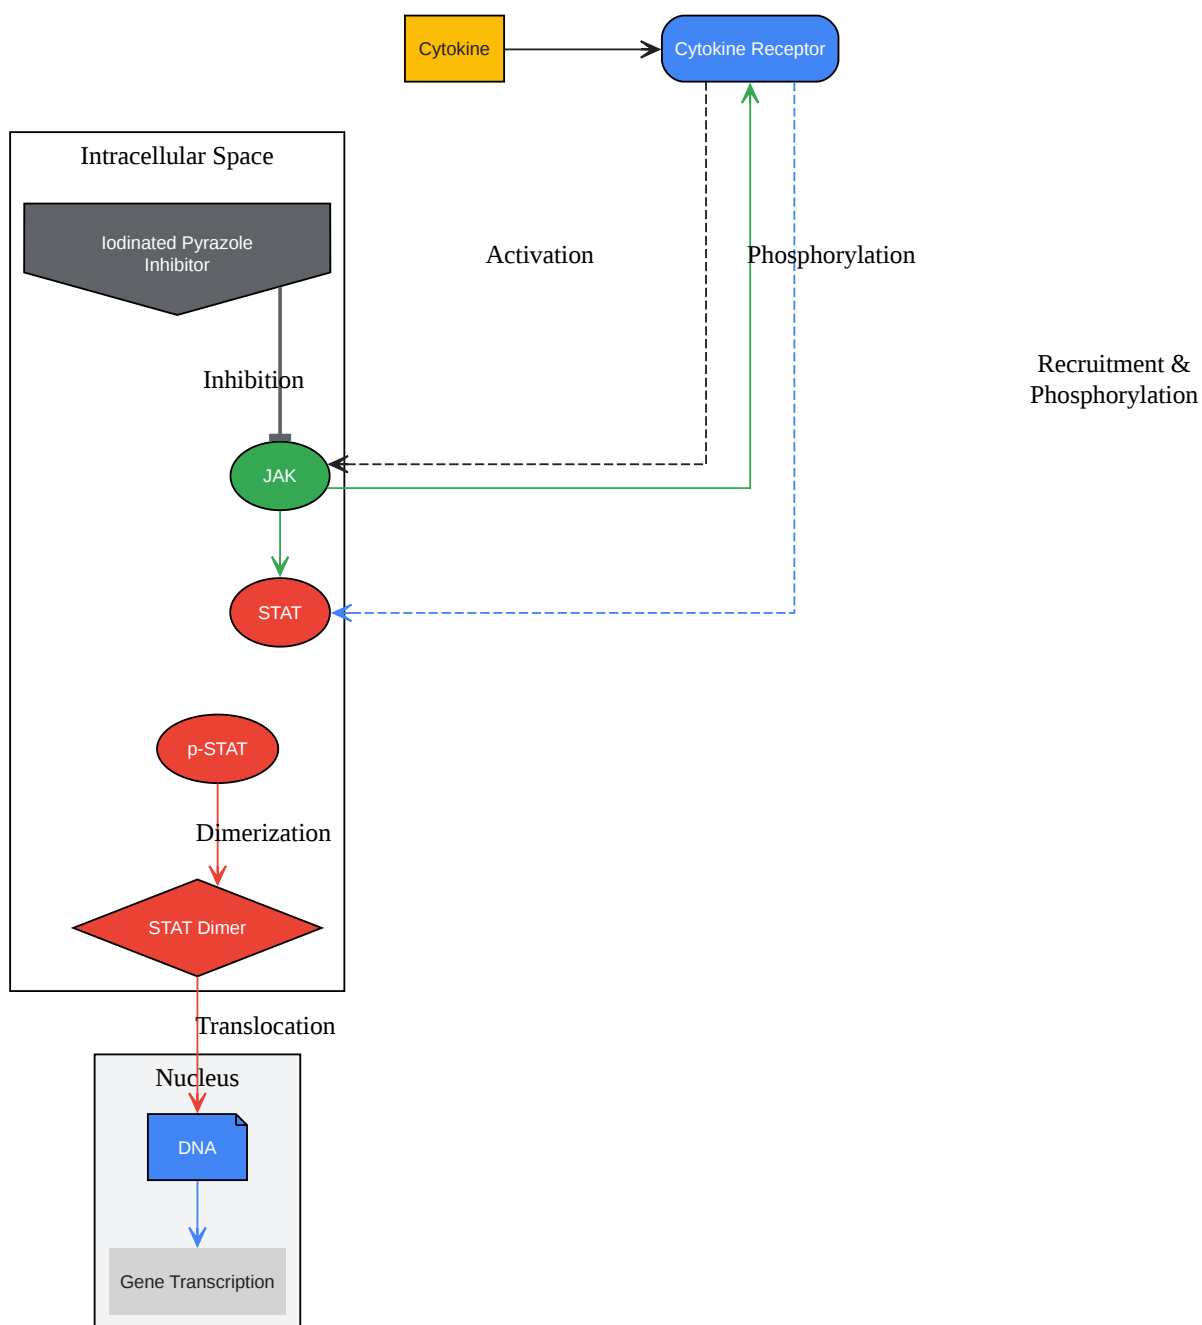 Cytokine
Cytokine Receptor
Intracellular Space
Iodinated Pyrazole
Inhibitor
Activation
Phosphorylation
Recruitment &
Phosphorylation
Inhibition
JAK
STAT
p-STAT
Dimerization
STAT Dimer
Translocation
Nucleus
DNA
Gene Transcription